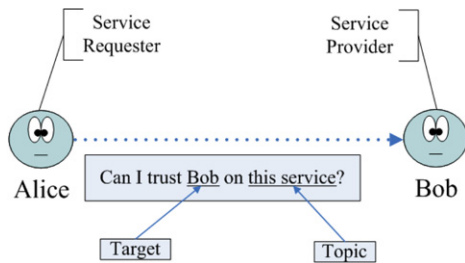 Service
Requester
Service
Provider
Alice
Bob
Can I trust Bob on this service?
Target
Topic